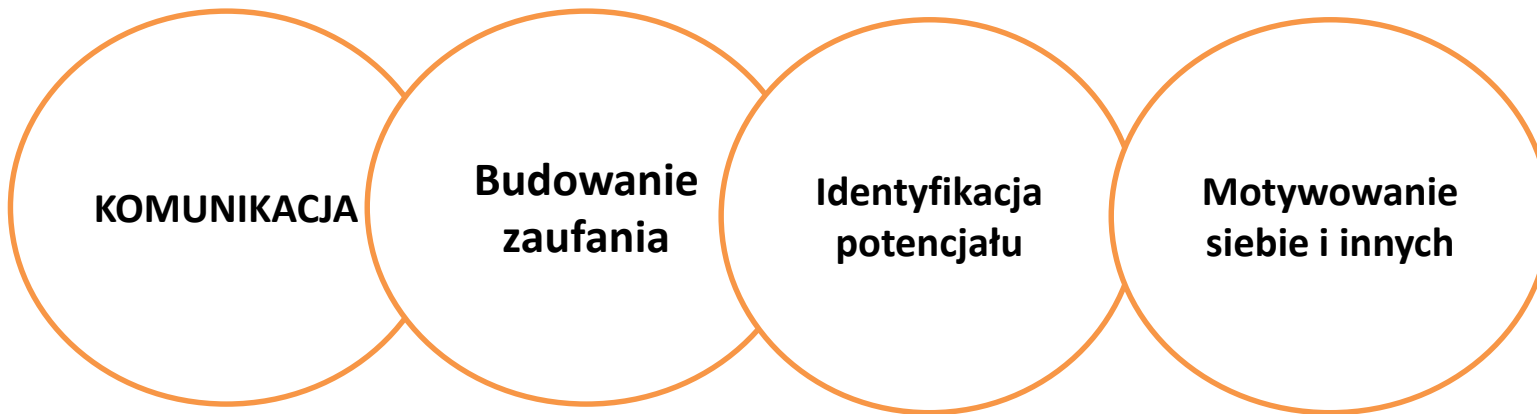 KOMUNIKACJA
Budowanie
zaufania
Identyfikacja
potencjału
Motywowanie
siebie i innych